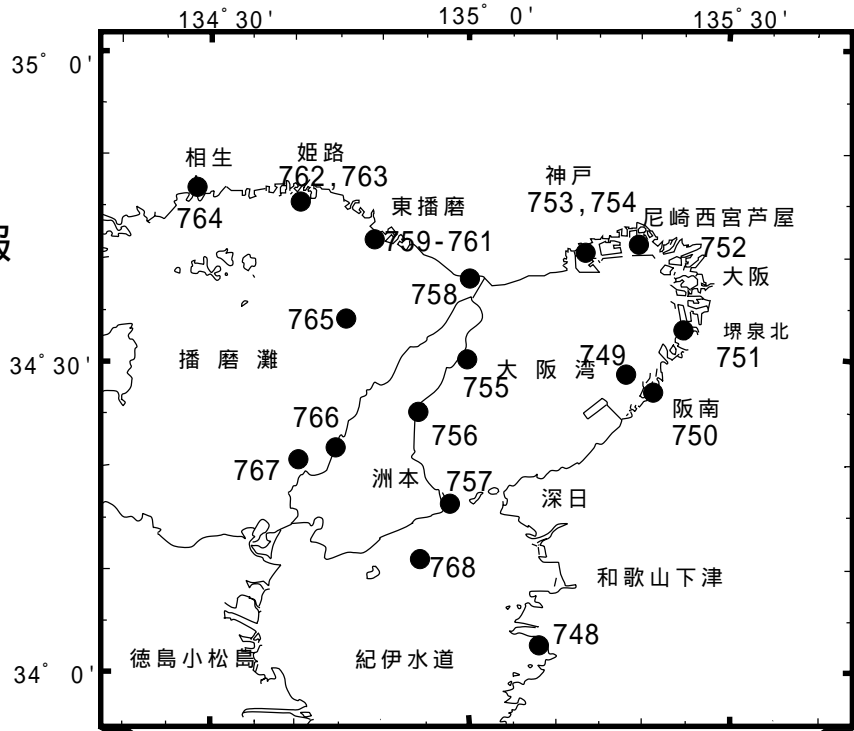 134° 30' 135° 0' 135° 30'
35° 0'
相生
姫路
762,763
神戸
753,754
764
東播磨
759-761
尼崎西宮芦屋
752
報
758
大阪
765
堺泉北
751
34° 30'
播磨灘
755
大阪湾
749
阪南
750
766
756
767
洲本
757
深日
768
和歌山下津
748
徳島小松島
紀伊水道
34° 0'